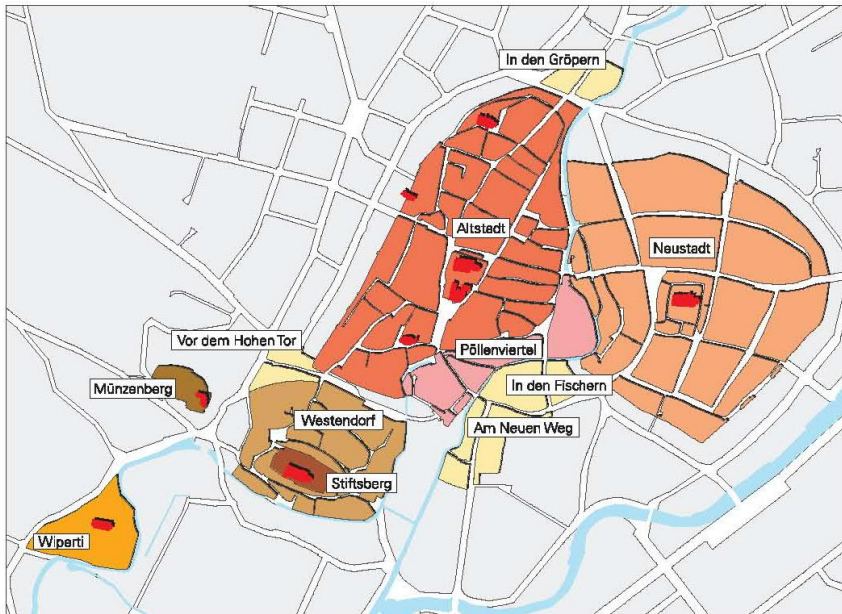 In den Gröpern
Altstadt
Neustadt
Vor dem Hohen Tor
Pöllenviertel
Münzenberg
In den Fischern
Westendorf
Am Neuen Weg
Stiftsberg
Wiperti